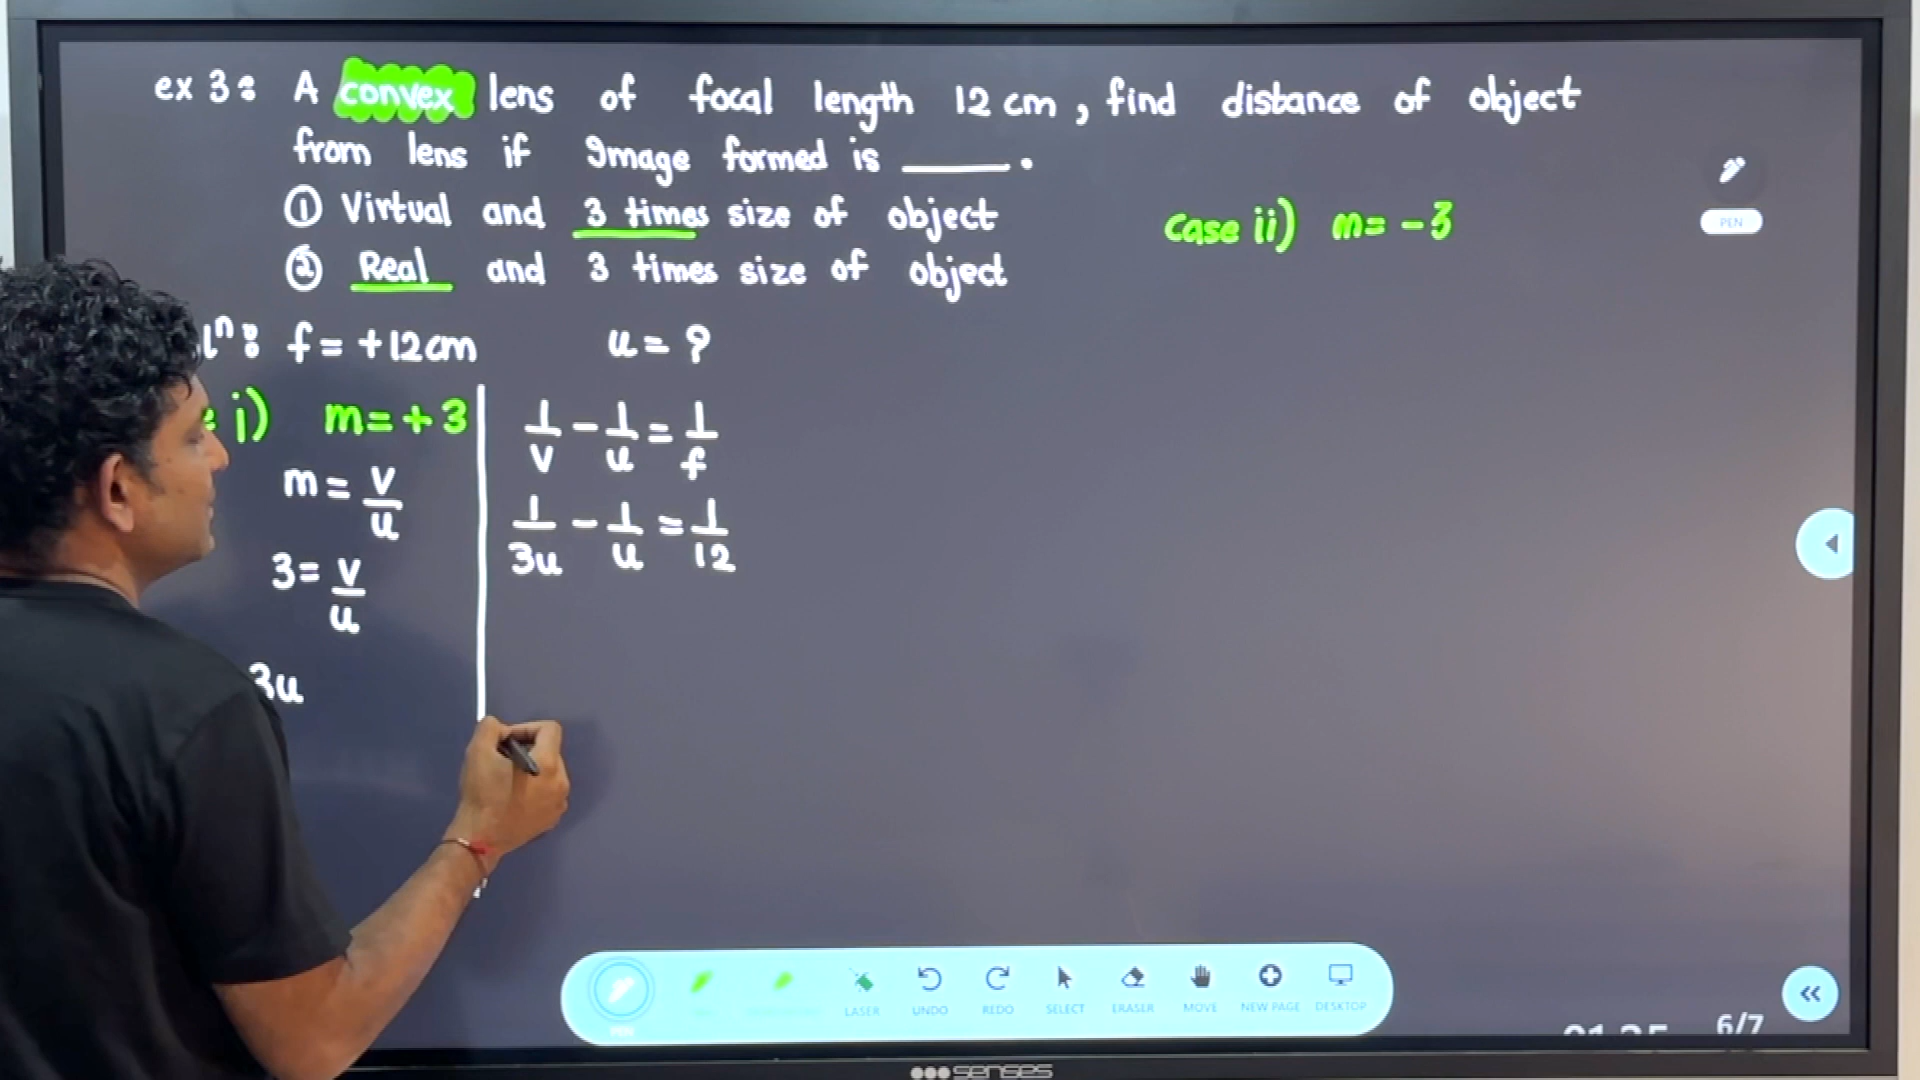 ex 3: A convex lens of focal length 12 cm, find distance of object
from lens if Image formed is ______.
① Virtual and 3 times size of object
② Real and 3 times size of object
case ii) m= -3
PEN
lⁿ: f = +12cm u = ?
i) m= +3
m = v/u
3= v/u
3u
1/v - 1/u = 1/f
1/3u - 1/u = 1/12
LASER UNDO REDO SELECT ERASER MOVE NEW PAGE DESKTOP
6/7
senses